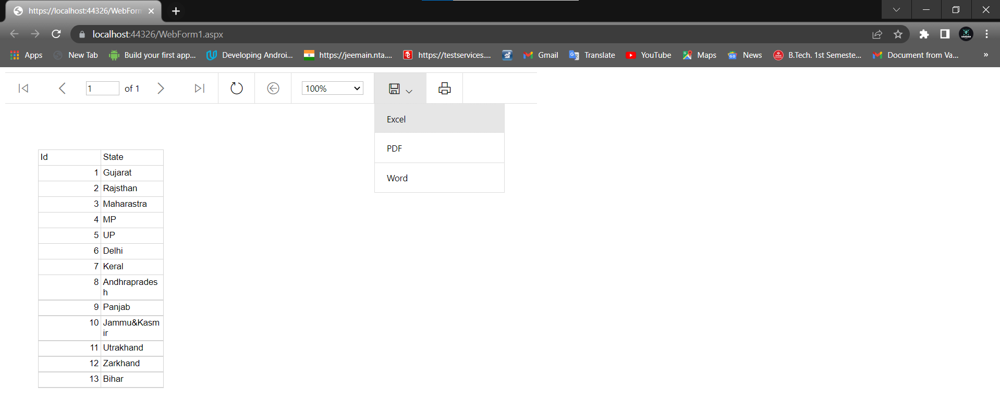 https://localhost:44326/WebForm
localhost:44326/WebForm1.aspx
Apps New Tab Build your first app... Developing Androi... https://jeemain.nta.... https://testservices.... Gmail Translate YouTube Maps News B.Tech. 1st Semeste... Document from Va... »
1 of 1 100%
Excel
PDF
Word
Id State
1 Gujarat
2 Rajsthan
3 Maharastra
4 MP
5 UP
6 Delhi
7 Keral
8 Andhraprades
h
9 Panjab
10 Jammu&Kasm
ir
11 Utrakhand
12 Zarkhand
13 Bihar